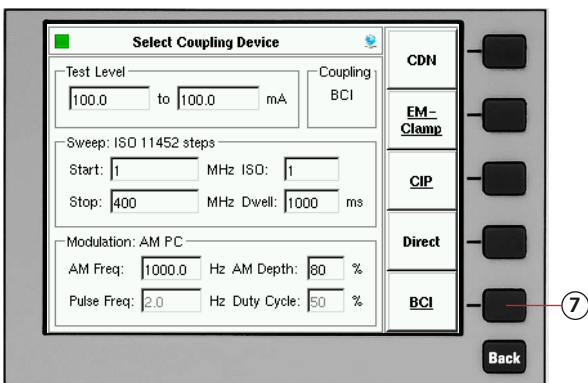 Select Coupling Device
Test Level
100.0 to 100.0 mA
Coupling
BCI
Sweep: ISO 11452 steps
Start: 1 MHz ISO: 1
Stop: 400 MHz Dwell: 1000 ms
Modulation: AM PC
AM Freq: 1000.0 Hz AM Depth: 80 %
Pulse Freq: 2.0 Hz Duty Cycle: 50 %
CDN
EM-
Clamp
CIP
Direct
BCI
7
Back